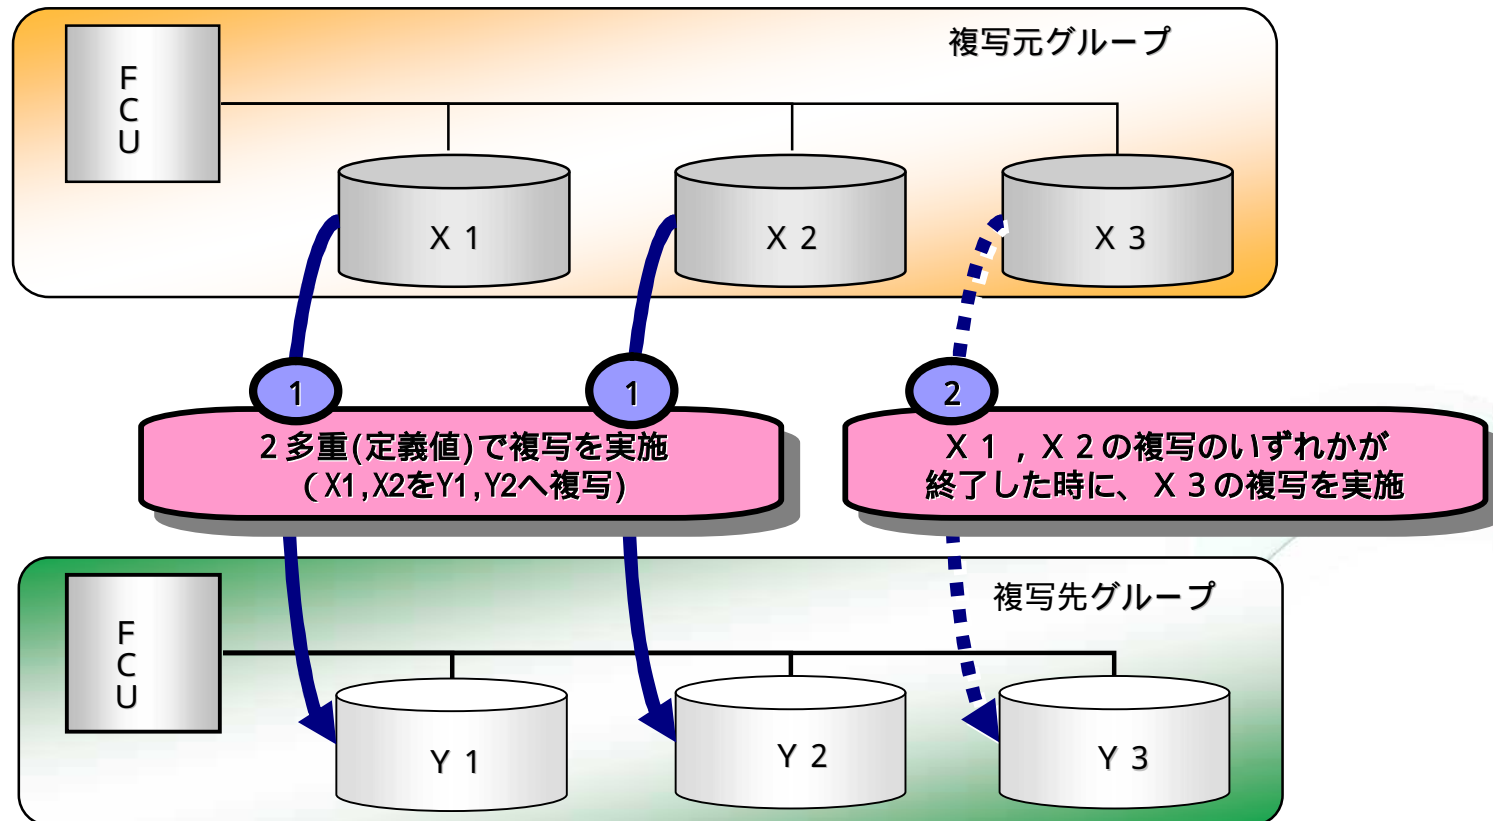 複写元グループ
F
C
U
X 1
X 2
X 3
1
1
2
2多重(定義値)で複写を実施
(X1,X2をY1,Y2へ複写)
X 1 , X 2の複写のいずれかが
終了した時に、X 3の複写を実施
複写先グループ
F
C
U
Y 1
Y 2
Y 3